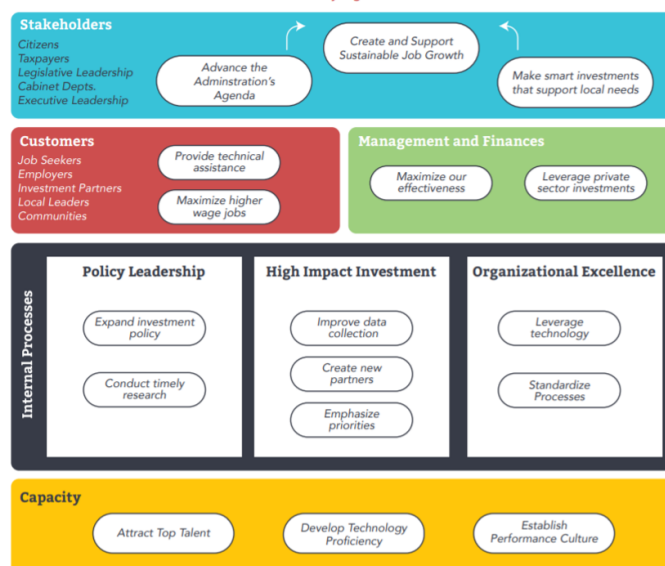 Stakeholders
Citizens
Taxpayers
Legislative Leadership
Cabinet Depts.
Executive Leadership
Advance the
Adminstration's
Agenda
Create and Support
Sustainable Job Growth
Make smart investments
that support local needs
Customers
Job Seekers
Employers
Investment Partners
Local Leaders
Communities
Provide technical
assistance
Maximize higher
wage jobs
Management and Finances
Maximize our
effectiveness
Leverage private
sector investments
Internal Processes
Policy Leadership
Expand investment
policy
Conduct timely
research
High Impact Investment
Improve data
collection
Create new
partners
Emphasize
priorities
Organizational Excellence
Leverage
technology
Standardize
Processes
Capacity
Attract Top Talent
Develop Technology
Proficiency
Establish
Performance Culture